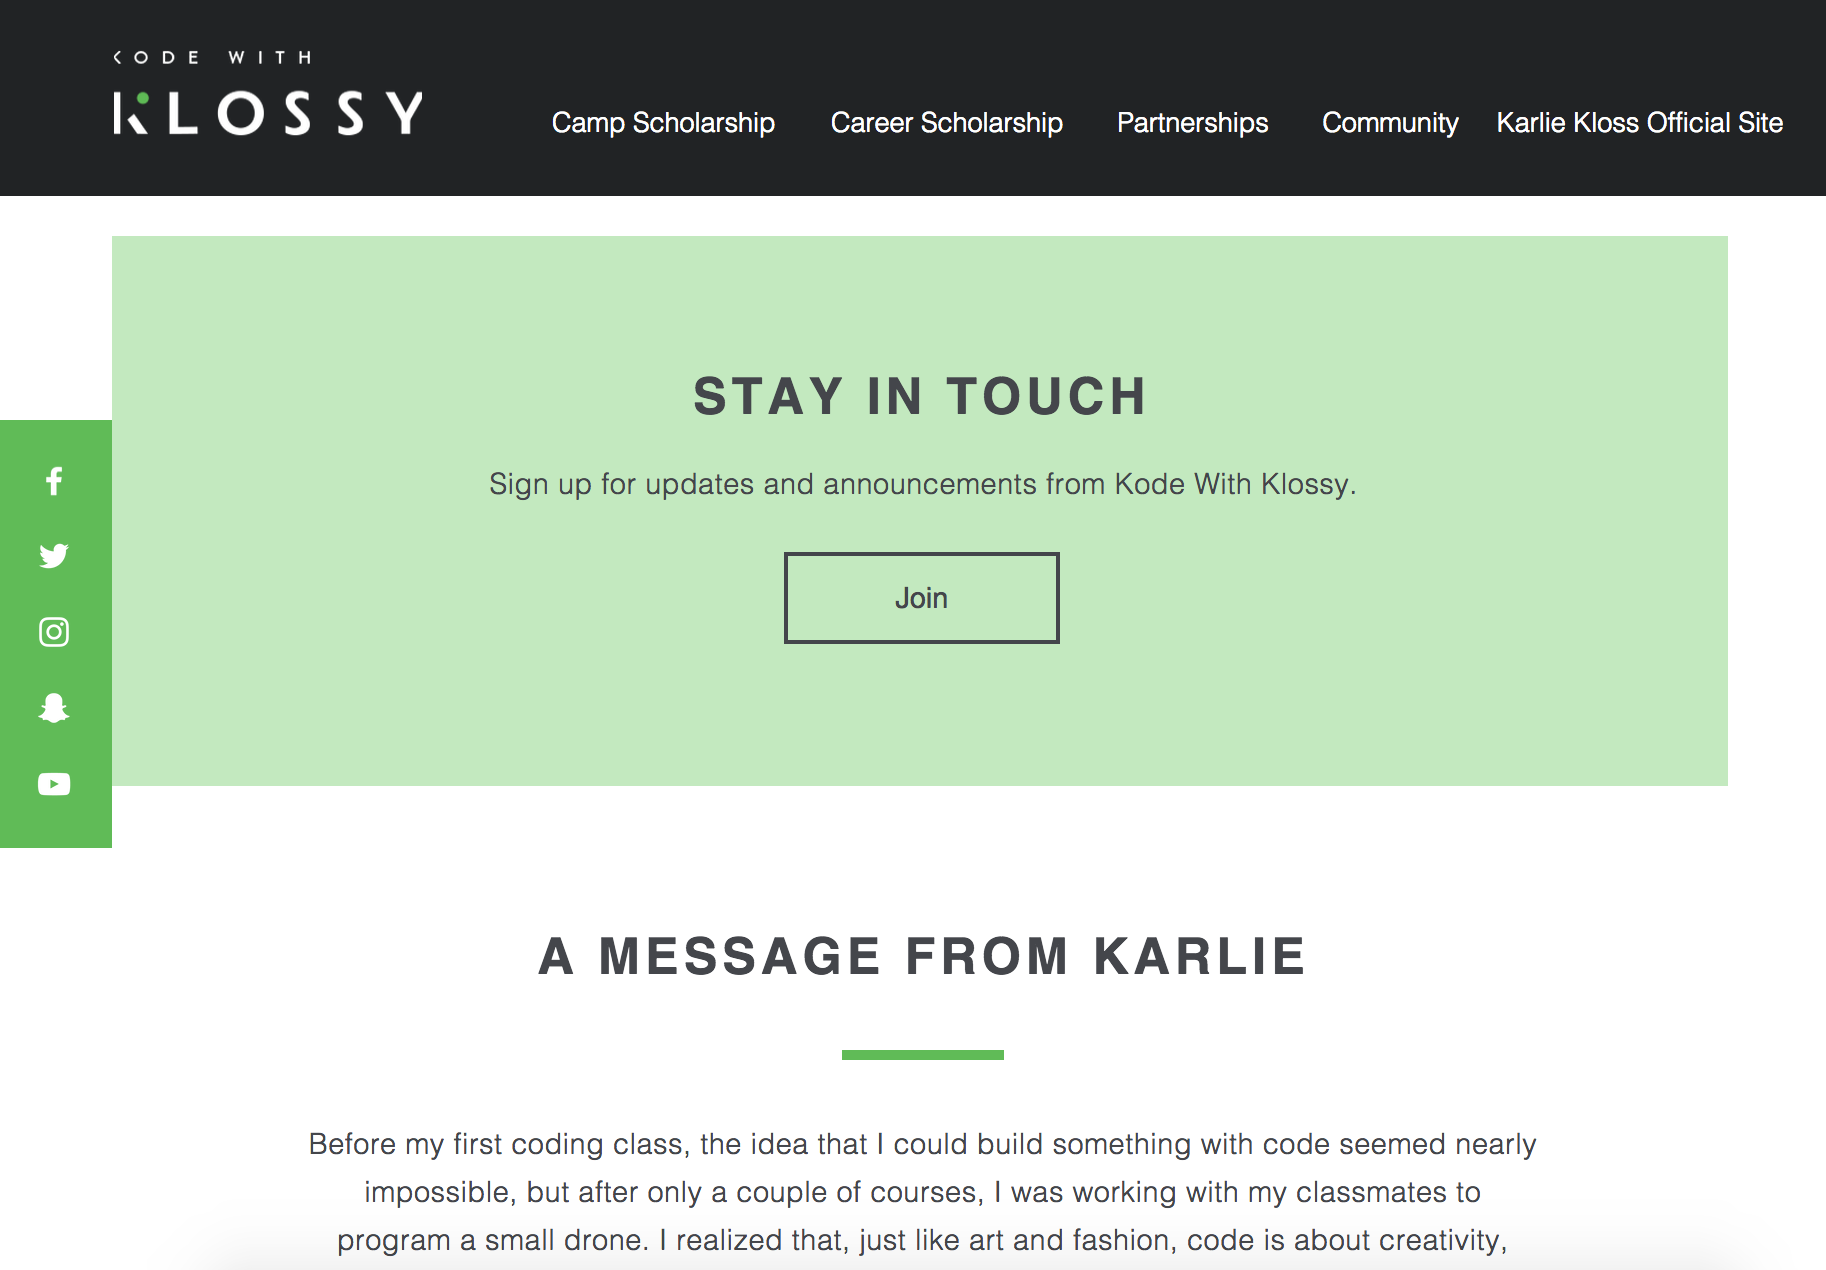 KODE WITH
KLOSSY
Camp Scholarship
Career Scholarship
Partnerships
Community
Karlie Kloss Official Site
STAY IN TOUCH
Sign up for updates and announcements from Kode With Klossy.
Join
A MESSAGE FROM KARLIE
Before my first coding class, the idea that I could build something with code seemed nearly
impossible, but after only a couple of courses, I was working with my classmates to
program a small drone. I realized that, just like art and fashion, code is about creativity,